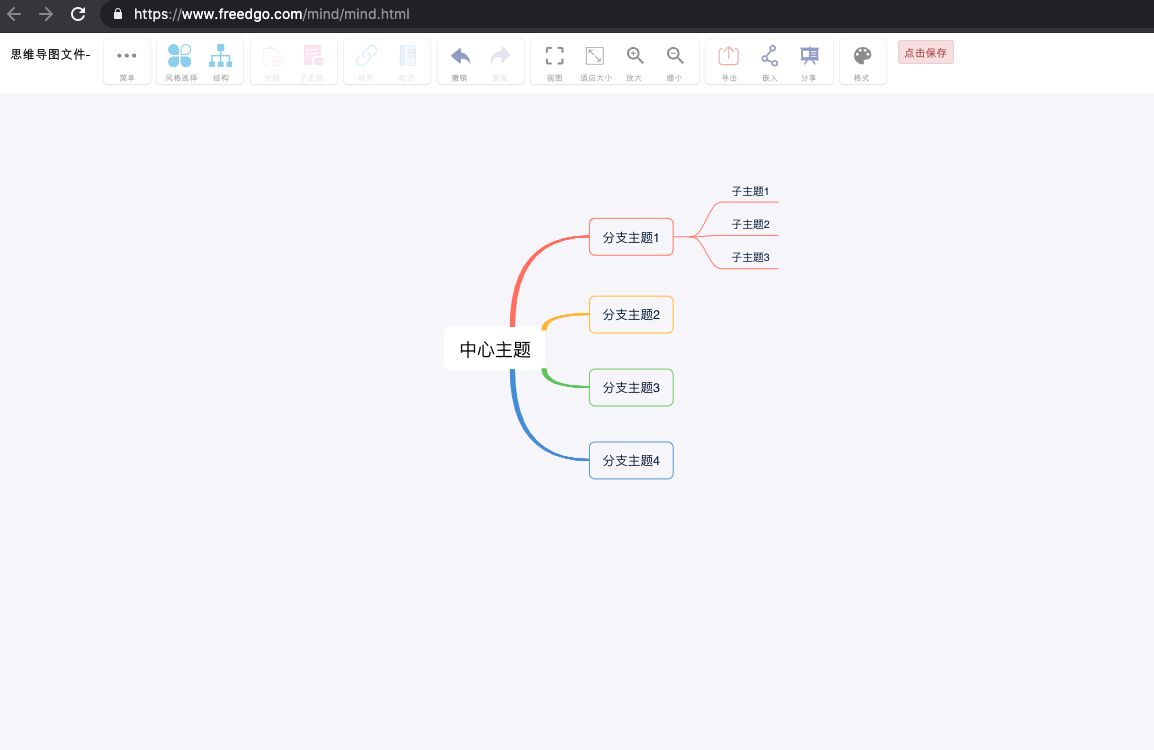 https://www.freedgo.com/mind/mind.html
思维导图文件-
菜单
风格选择
结构
主题
子主题
联系
笔记
撤销
重做
视图
适应大小
放大
缩小
导出
嵌入
分享
格式
点击保存
子主题1
子主题2
子主题3
分支主题1
分支主题2
中心主题
分支主题3
分支主题4